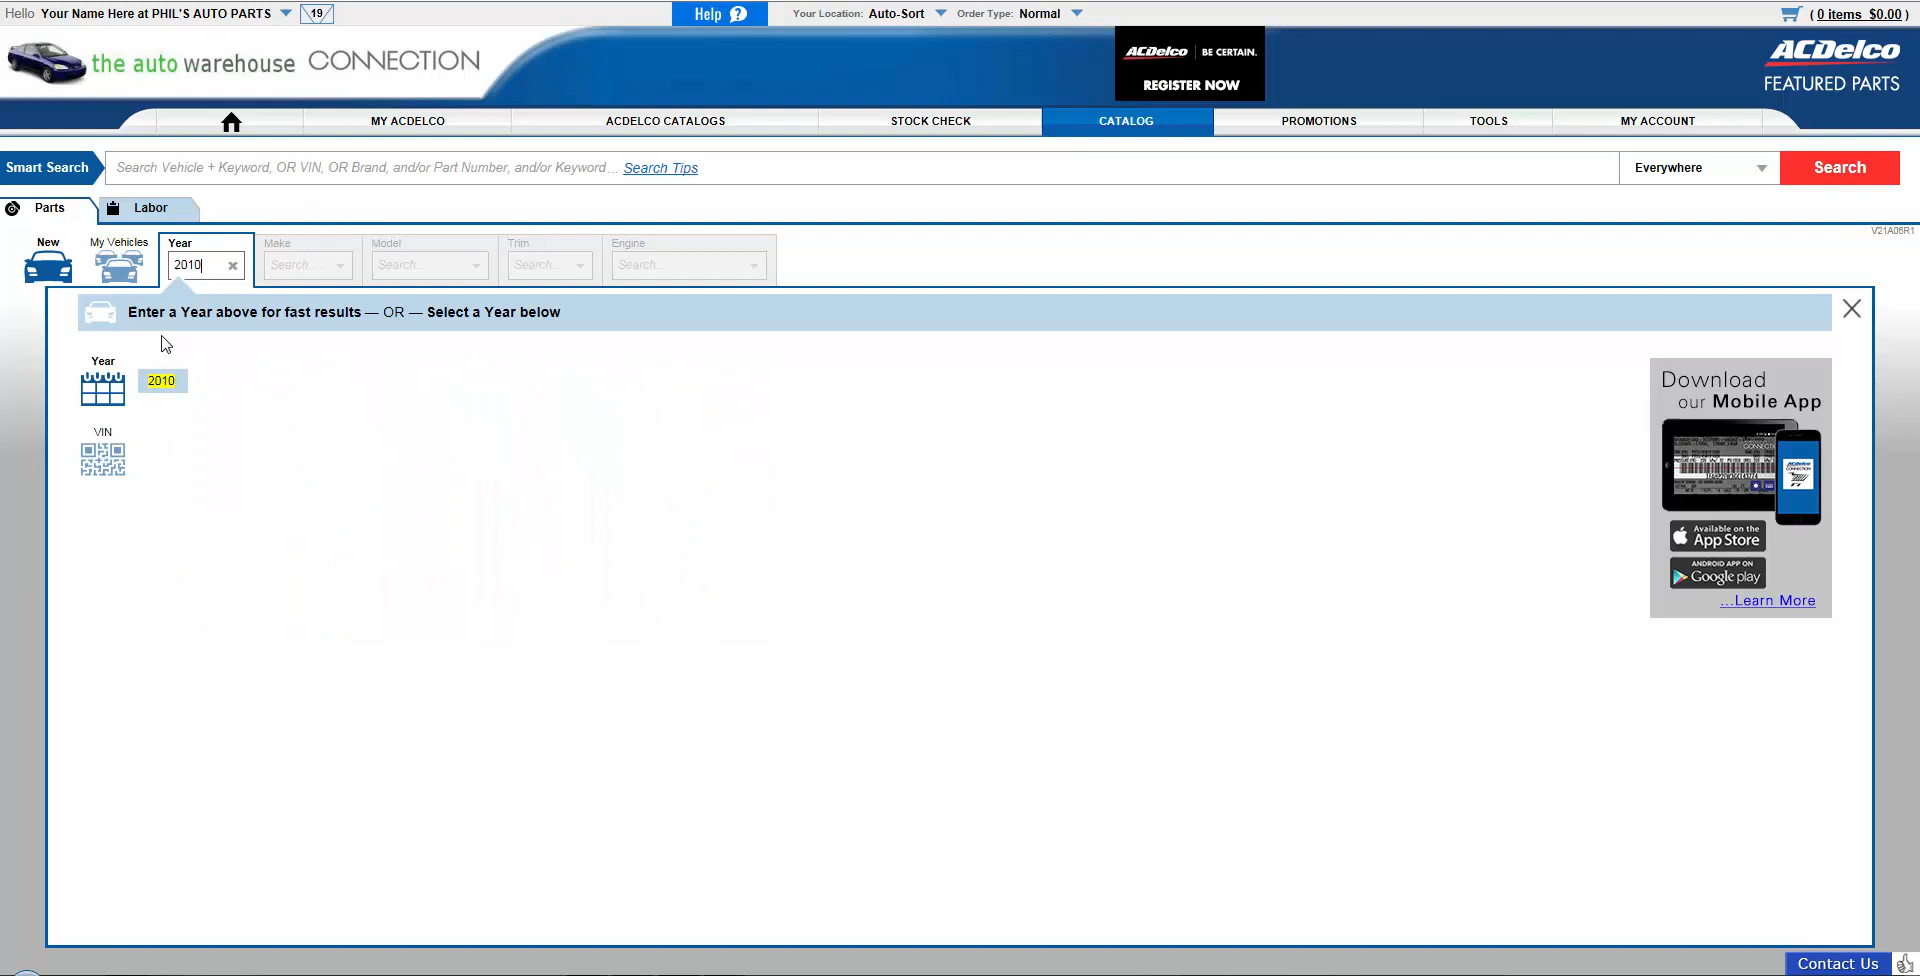 Hello Your Name Here at PHIL'S AUTO PARTS 19 Help ? Your Location: Auto-Sort Order Type: Normal ( 0 items $0.00 )
the auto warehouse CONNECTION
ACDelco BE CERTAIN.
REGISTER NOW
ACDelco
FEATURED PARTS
MY ACDELCO ACDELCO CATALOGS STOCK CHECK CATALOG PROMOTIONS TOOLS MY ACCOUNT
Smart Search Search Vehicle + Keyword, OR VIN, OR Brand, and/or Part Number, and/or Keyword... Search Tips Everywhere Search
Parts Labor
V21A06R1
New My Vehicles Year Make Model Trim Engine
2010 Search... Search... Search... Search...
Enter a Year above for fast results — OR — Select a Year below
Year
2010
VIN
Download
our Mobile App
Available on the
App Store
ANDROID APP ON
Google play
...Learn More
Contact Us